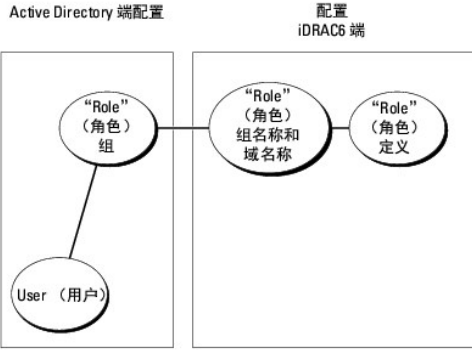 Active Directory 端配置
配置
iDRAC6 端
“Role”
（角色）
组
“Role”
（角色）
组名称和
域名称
“Role”
（角色）
定义
User （用户）